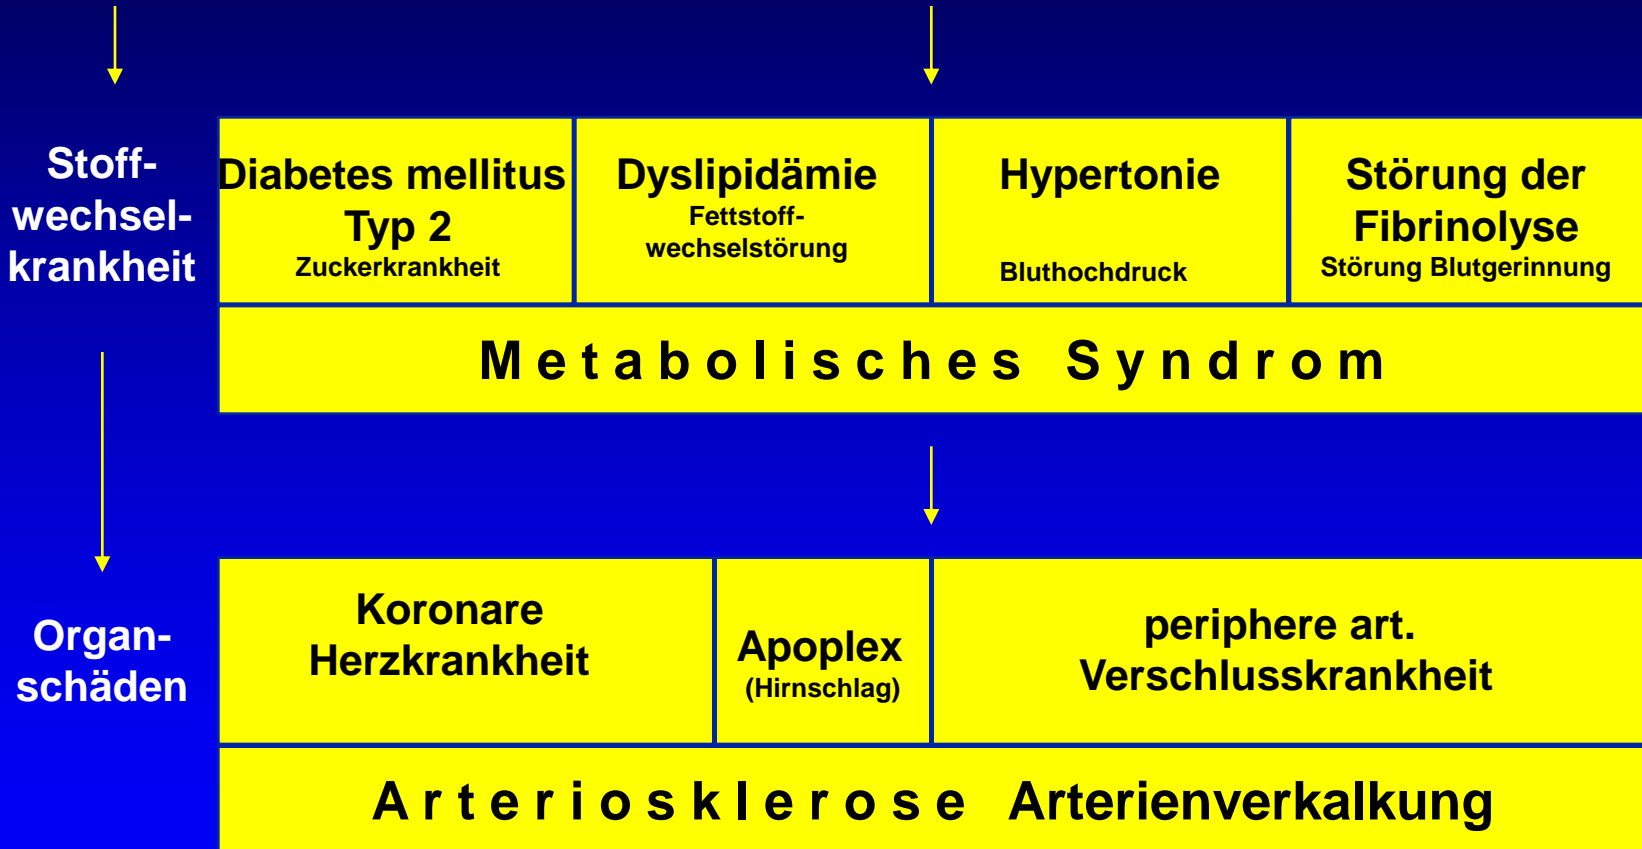 Stoff-
wechsel-
krankheit
Diabetes mellitus
Typ 2
Zuckerkrankheit
Dyslipidämie
Fettstoff-
wechselstörung
Hypertonie
Bluthochdruck
Störung der
Fibrinolyse
Störung Blutgerinnung
Metabolisches Syndrom
Organ-
schäden
Koronare
Herzkrankheit
Apoplex
(Hirnschlag)
periphere art.
Verschlusskrankheit
Arteriosklerose Arterienverkalkung